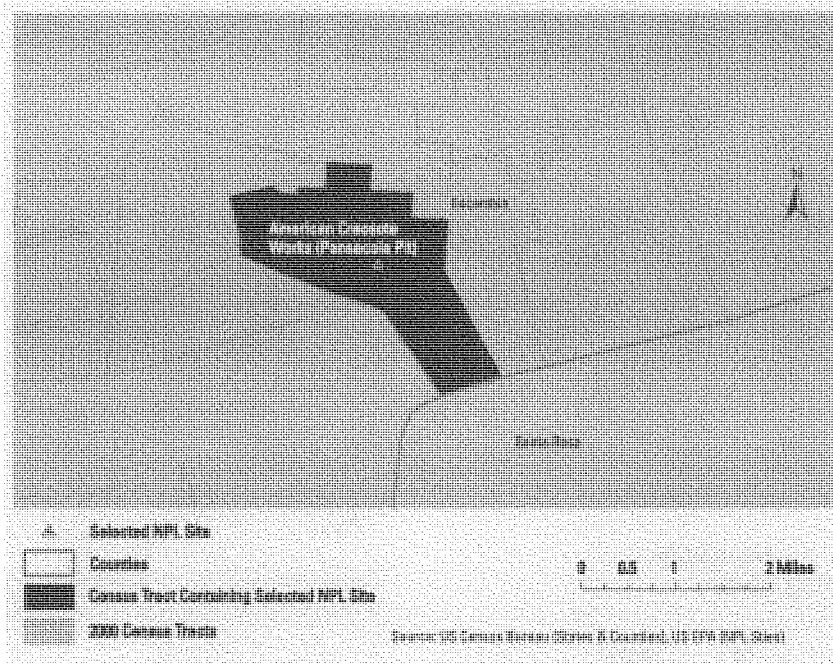 N
Escambia
American Creosote
Works (Pensacola Pit)
Santa Rosa
Selected NPL Site
Counties
Census Tract Containing Selected NPL Site
2000 Census Tracts
0 0.5 1 2 Miles
Source: US Census Bureau (States & Counties), US EPA (NPL Sites)